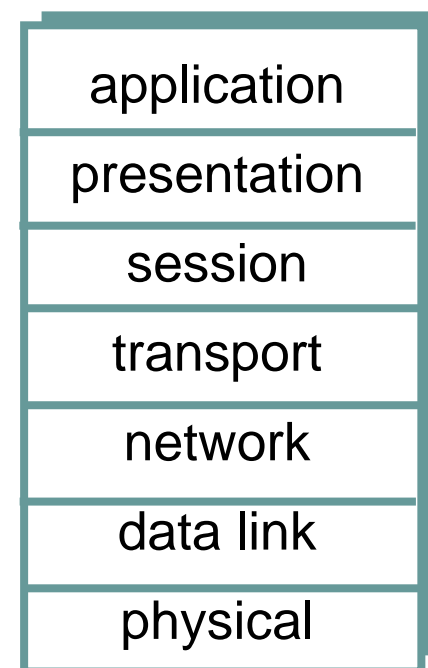 application
presentation
session
transport
network
data link
physical